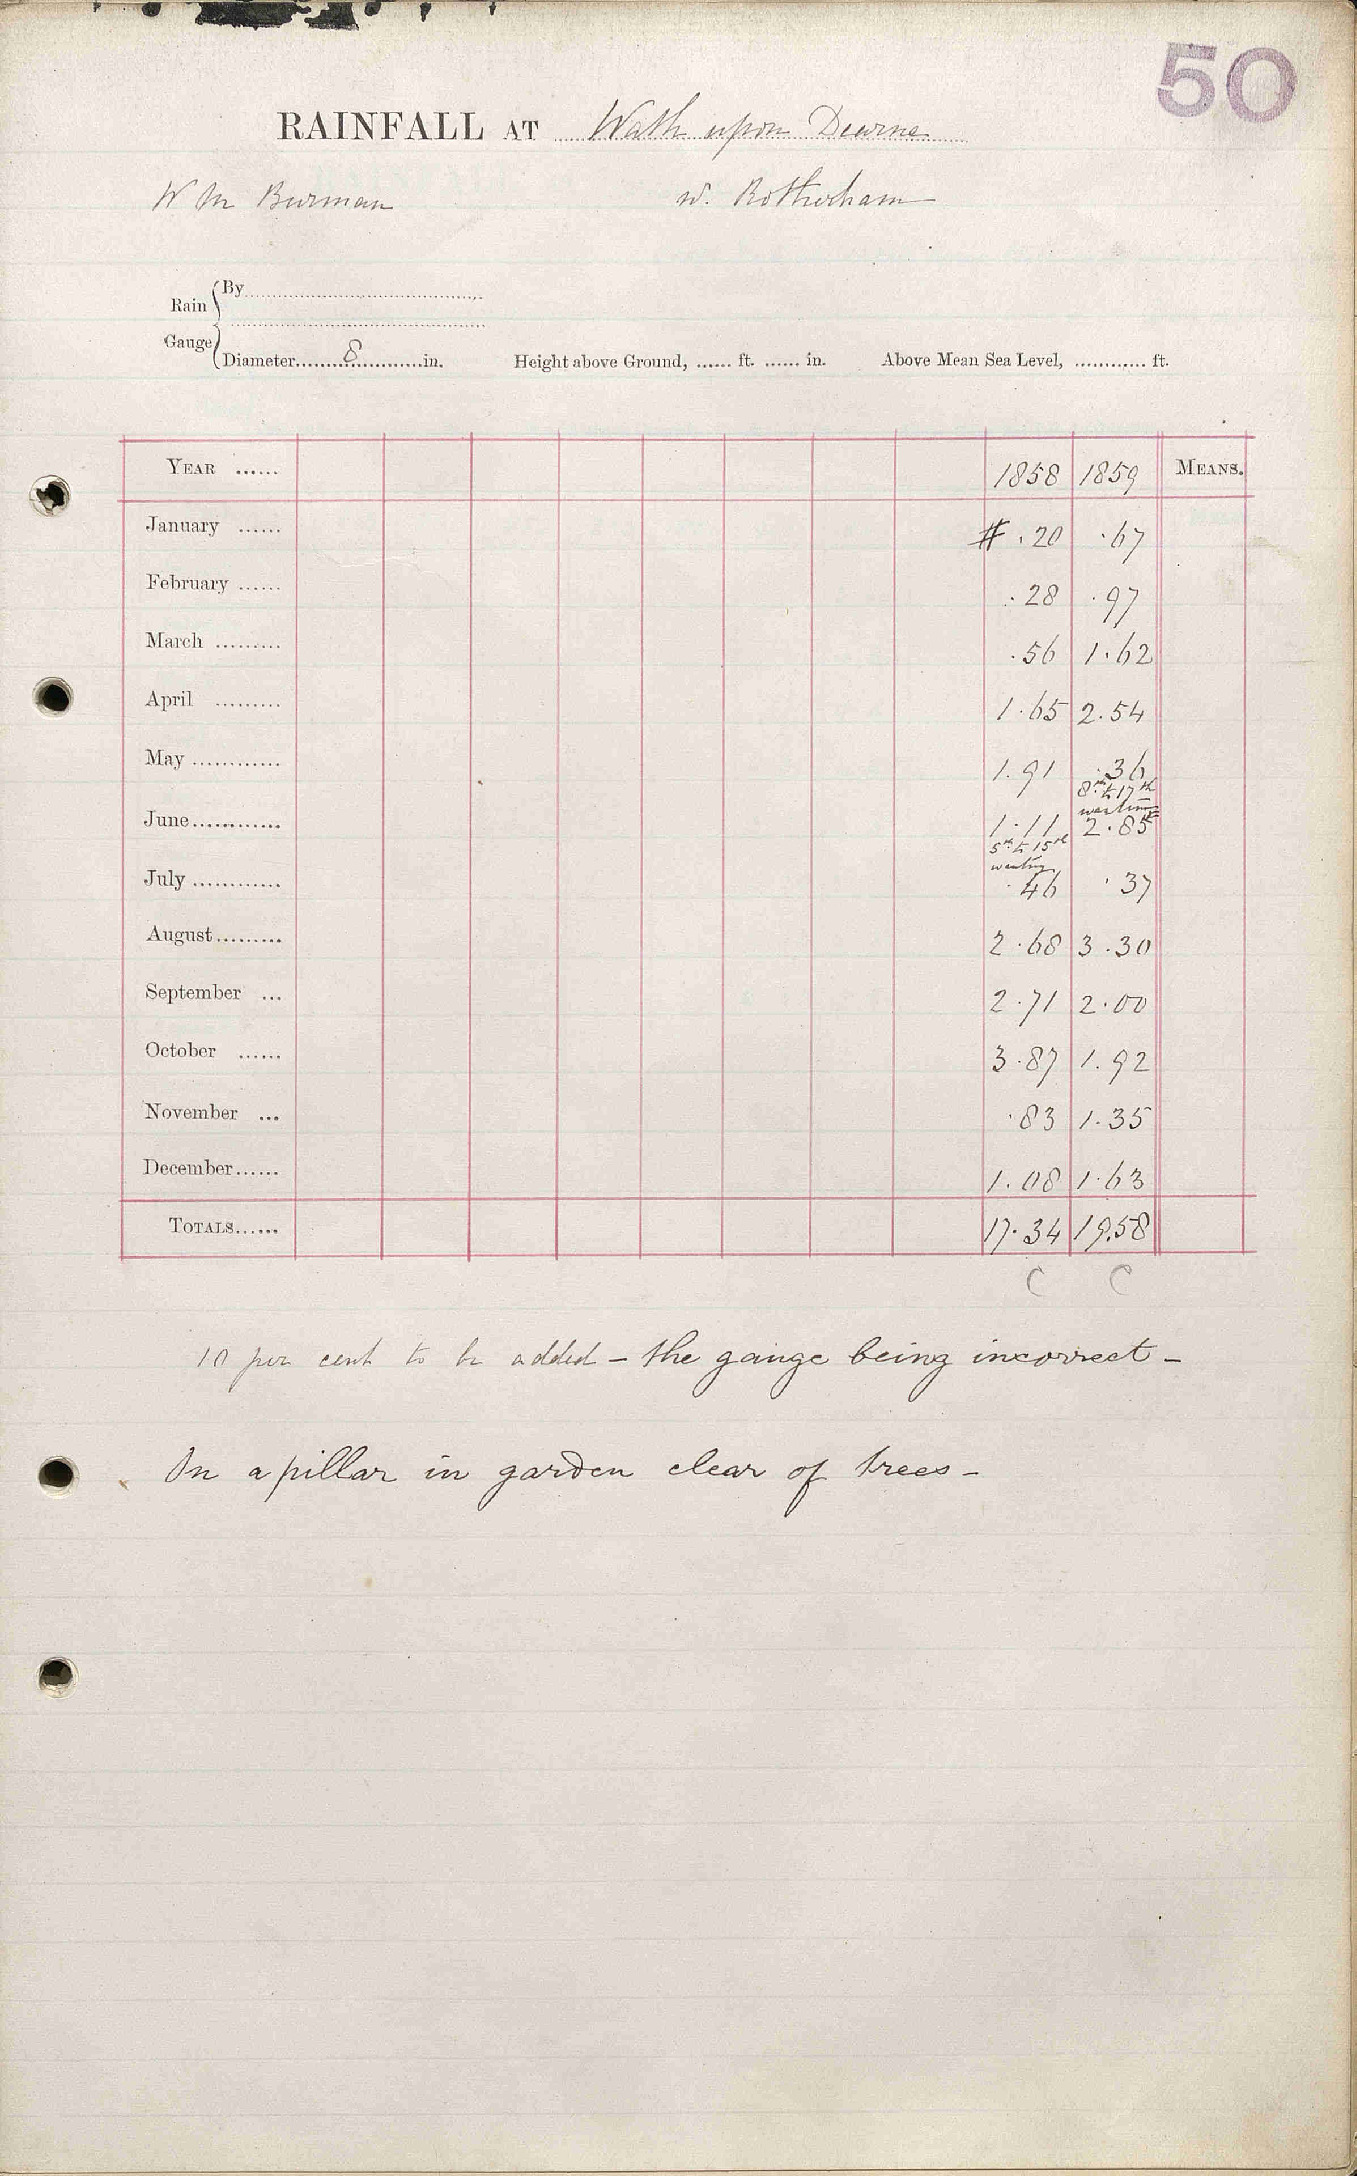 50
RAINFALL AT Wath upon Dearne
W M Burman n. Rotherham
Rain Gauge { By
Diameter 8 in. Height above Ground, ...... ft. ...... in. Above Mean Sea Level, ............ ft.
YEAR ...... 1858 1859 MEANS.
January ...... # .20 .67
February ...... .28 .97
March ......... .56 1.62
April ......... 1.65 2.54
May ............ 1.91 .36
8th to 17th
wanting
June ............ 1.11 2.85
5th to 15th
wanting
July ............ .46 .37
August ......... 2.68 3.30
September ... 2.71 2.00
October ...... 3.87 1.92
November ... .83 1.35
December ...... 1.08 1.63
TOTALS ...... 17.34 19.58
C C
10 per cent to be added – the gauge being incorrect –
On a pillar in garden clear of trees –